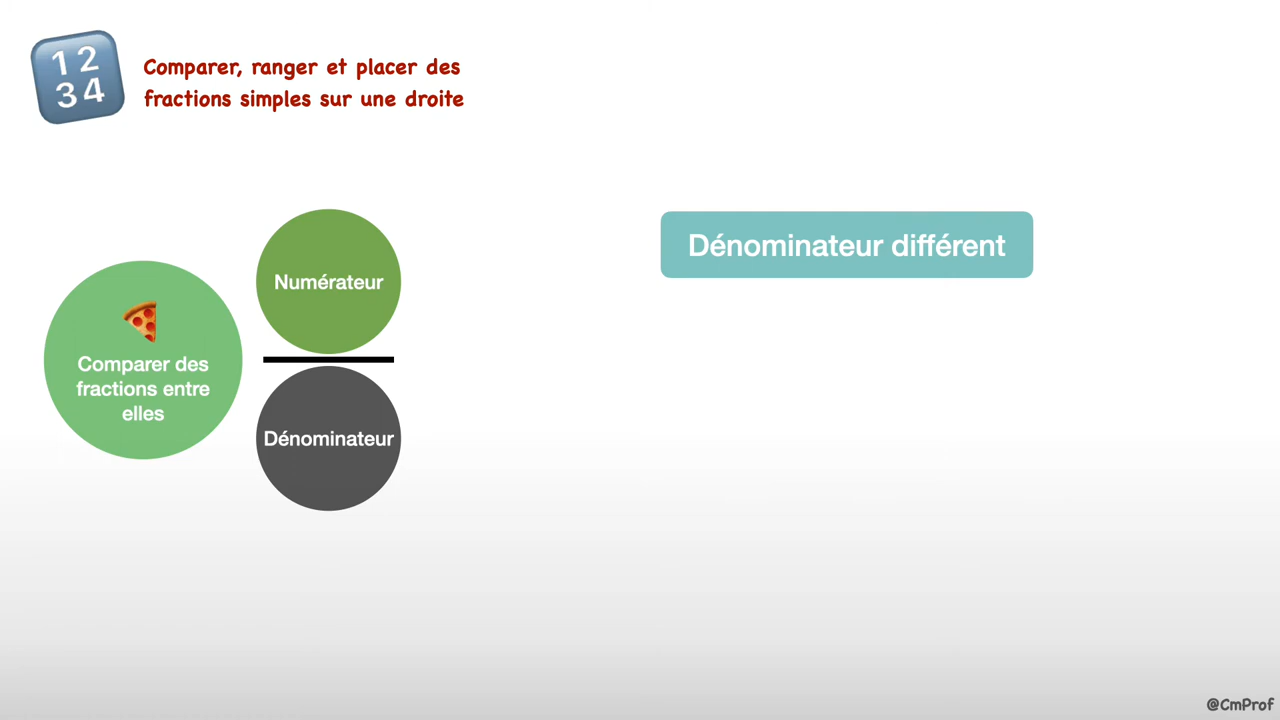 1 2
3 4
Comparer, ranger et placer des
fractions simples sur une droite
Comparer des
fractions entre
elles
Numérateur
Dénominateur
Dénominateur différent
@CmProf